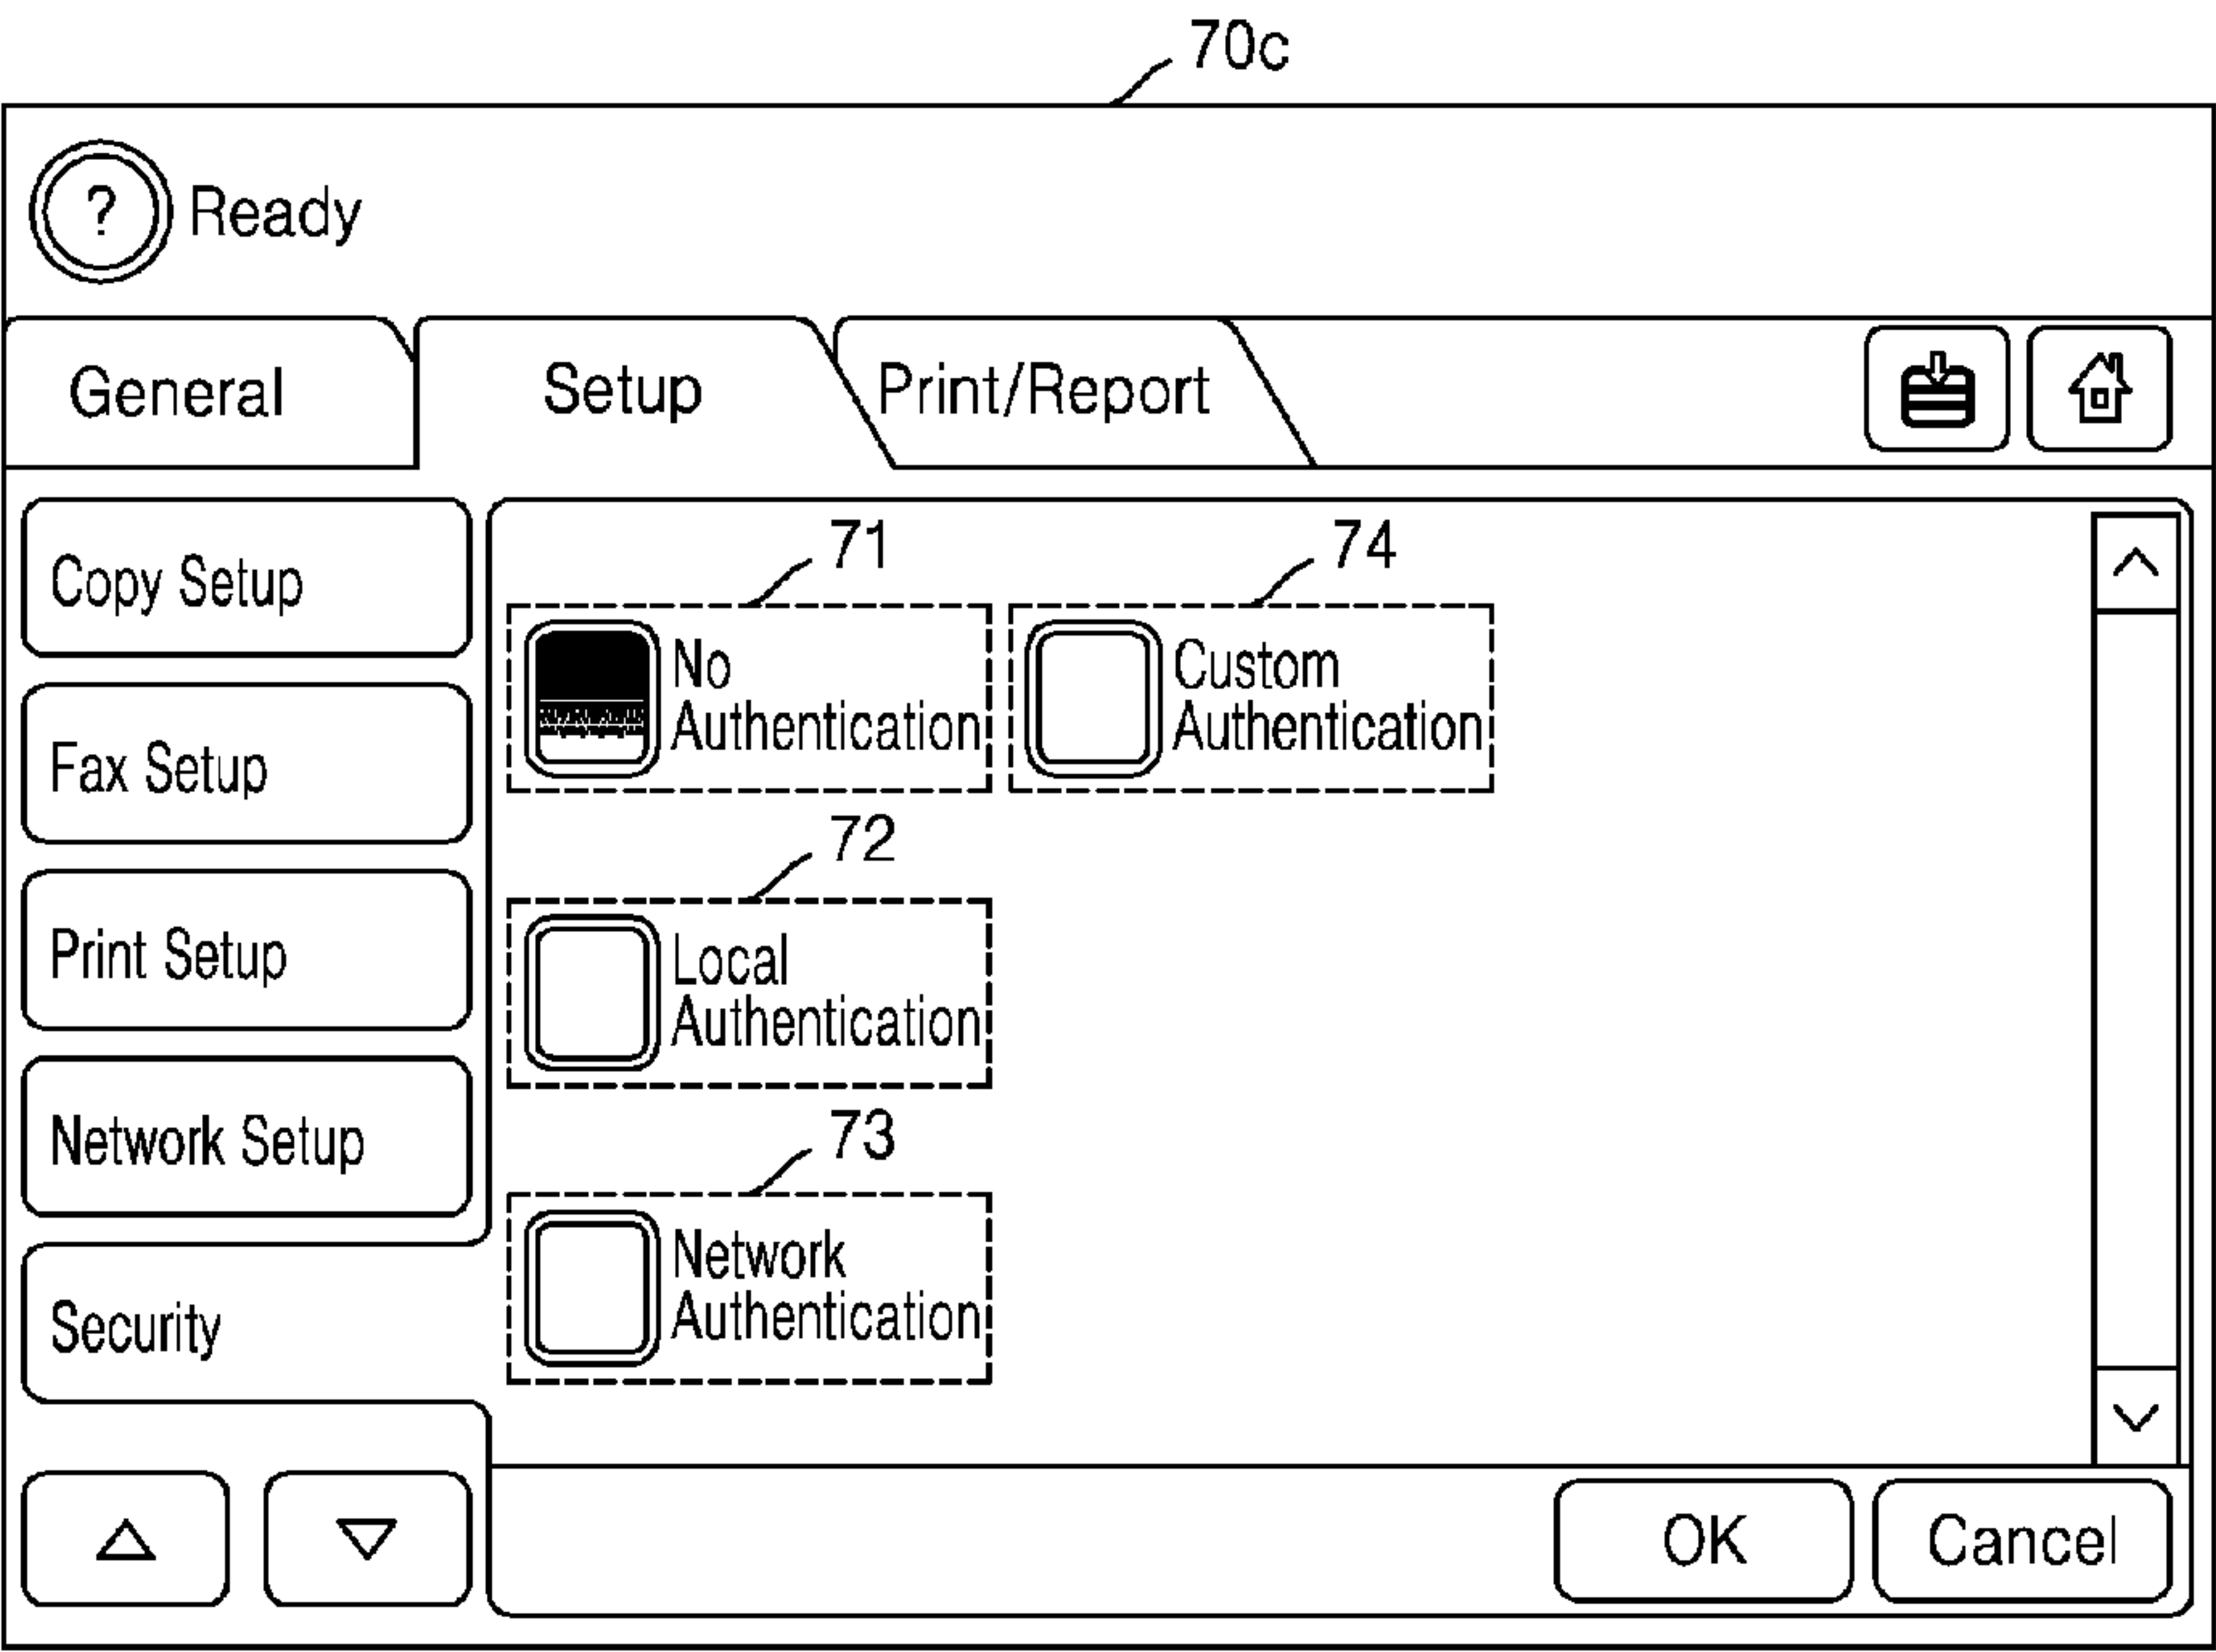 70c
? Ready
General Setup Print/Report
Copy Setup
Fax Setup
Print Setup
Network Setup
Security
71
No
Authentication
74
Custom
Authentication
72
Local
Authentication
73
Network
Authentication
OK Cancel